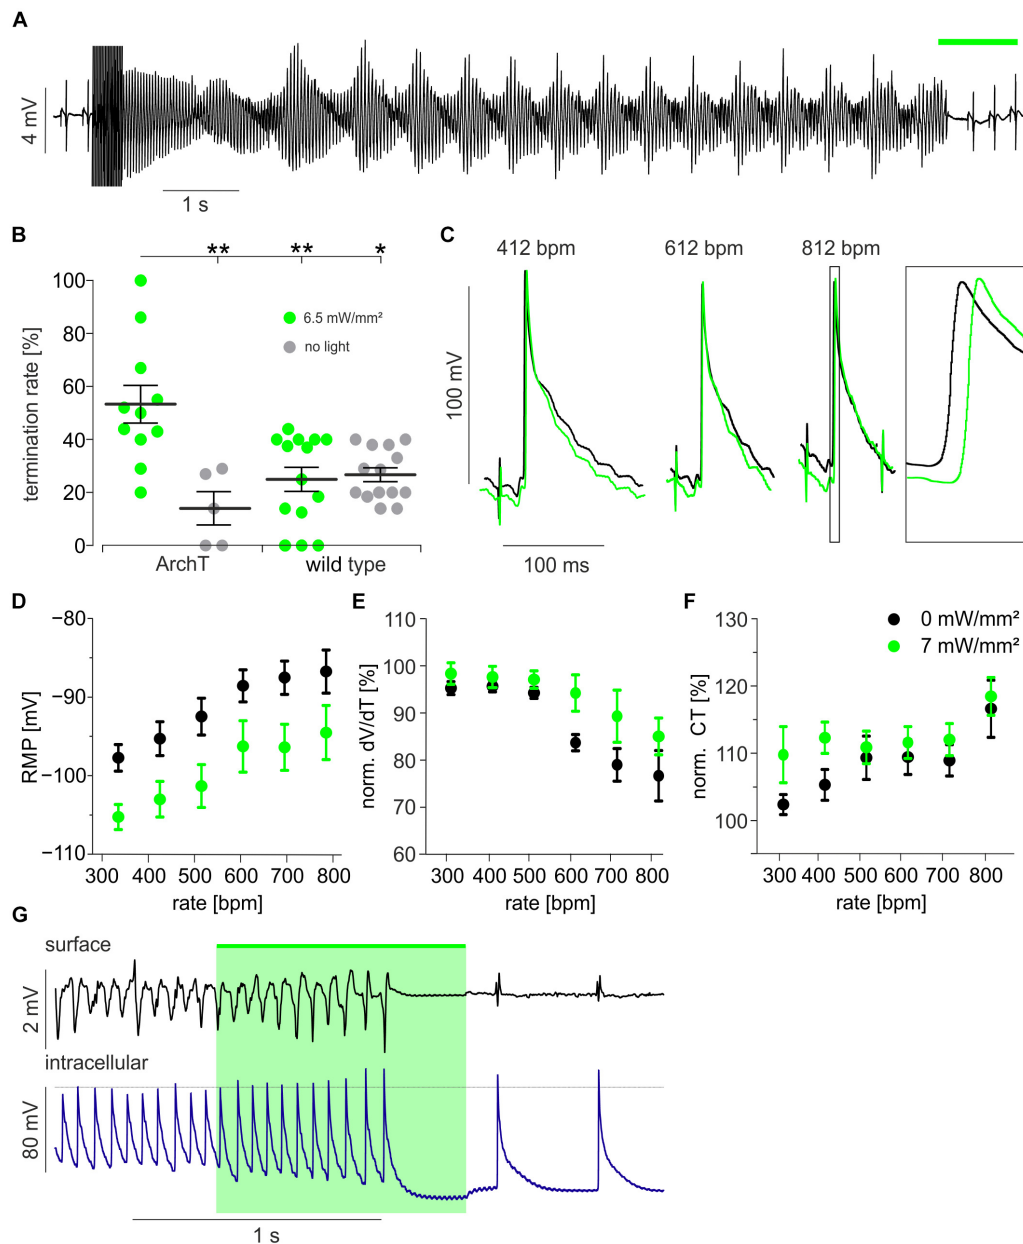 A
4 mV
1 s
B
** ** *
termination rate [%]
100
80
60
40
20
0
6.5 mW/mm²
no light
ArchT
wild type
C
412 bpm
612 bpm
812 bpm
100 mV
100 ms
D
RMP [mV]
−80
−90
−100
−110
300 400 500 600 700 800
rate [bpm]
E
norm. dV/dT [%]
110
100
90
80
70
60
300 400 500 600 700 800
rate [bpm]
F
norm. CT [%]
130
120
110
100
0 mW/mm²
7 mW/mm²
300 400 500 600 700 800
rate [bpm]
G
surface
2 mV
intracellular
80 mV
1 s